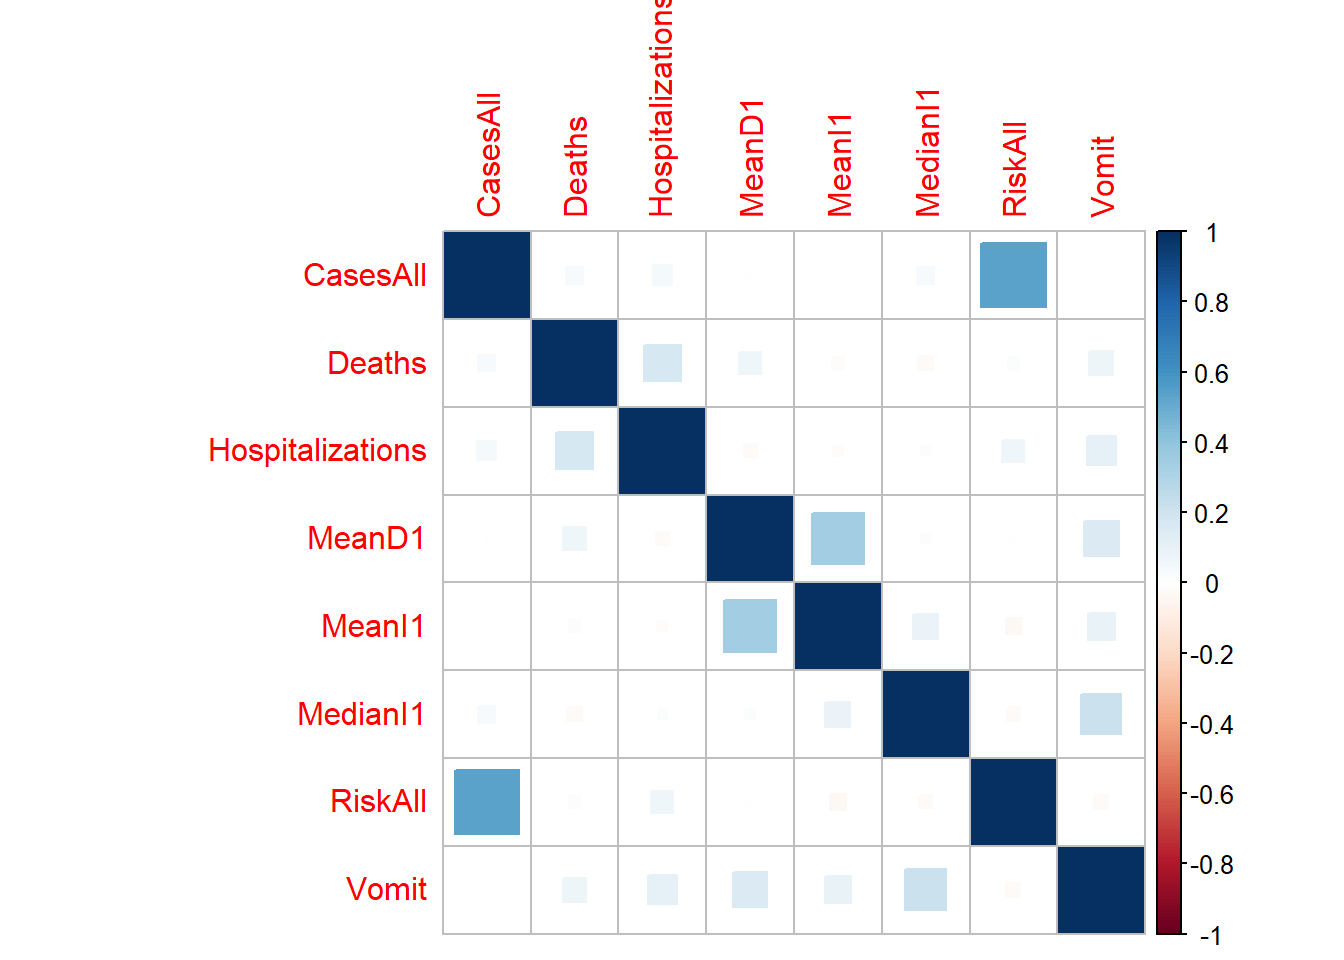 CasesAll
Deaths
Hospitalizations
MeanD1
MeanI1
MedianI1
RiskAll
Vomit
CasesAll
Deaths
Hospitalizations
MeanD1
MeanI1
MedianI1
RiskAll
Vomit
1
0.8
0.6
0.4
0.2
0
-0.2
-0.4
-0.6
-0.8
-1